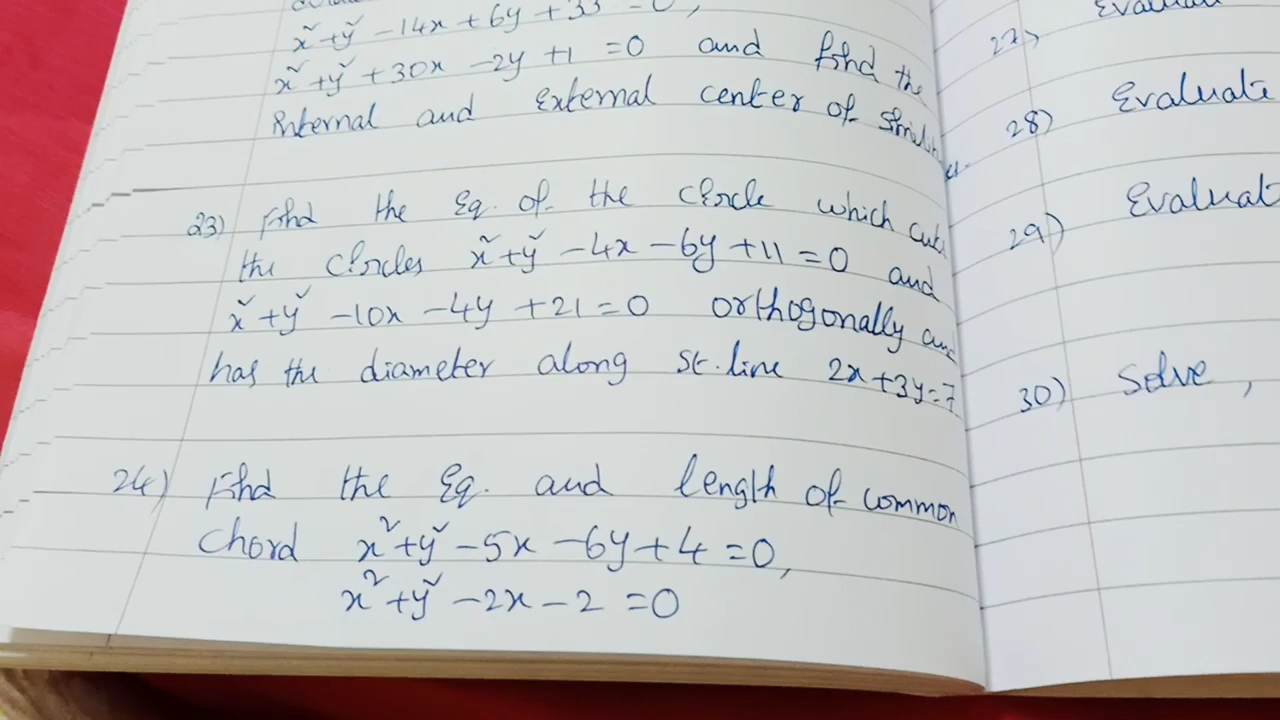 x²+y² -14x + 6y + 33 = 0,
x²+y² +30x -2y +1 =0 and find the
internal and external center of
23) Find the Eq. of the circle which cuts
the circles x²+y² -4x -6y +11=0 and
x²+y² -10x -4y +21=0 orthogonally and
has the diameter along st. line 2x+3y=7
24) Find the Eq. and length of common
chord x²+y² -5x -6y+4 =0,
x²+y² -2x -2 =0
27)
28) Evaluate
29) Evaluate
30) Solve,